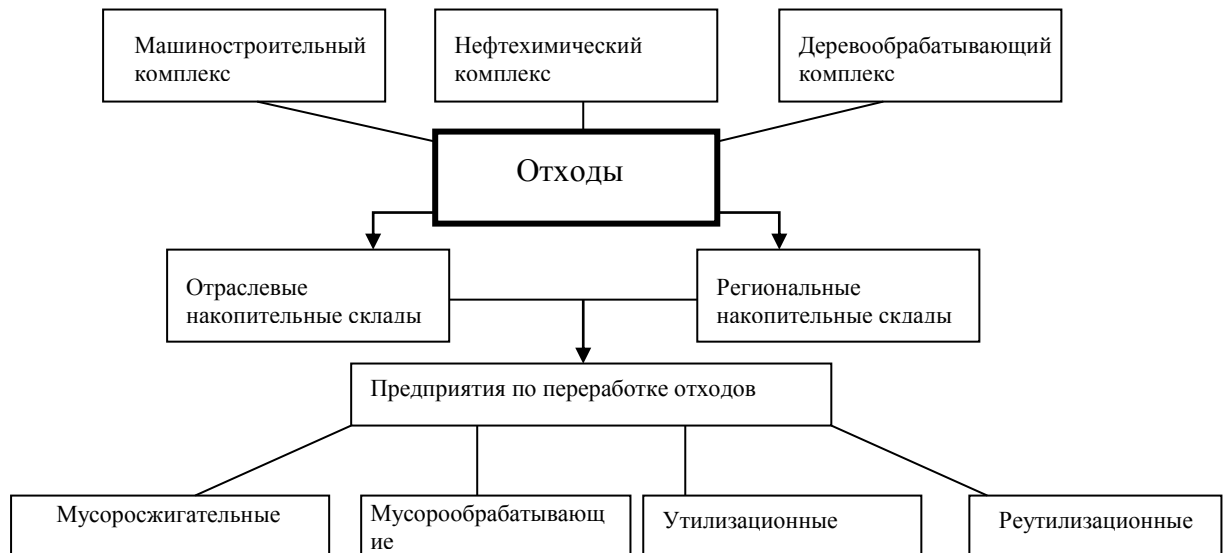 Машиностроительный
комплекс
Нефтехимический
комплекс
Деревообрабатывающий
комплекс
Отходы
Отраслевые
накопительные склады
Региональные
накопительные склады
Предприятия по переработке отходов
Мусоросжигательные
Мусорообрабатывающ
ие
Утилизационные
Реутилизационные